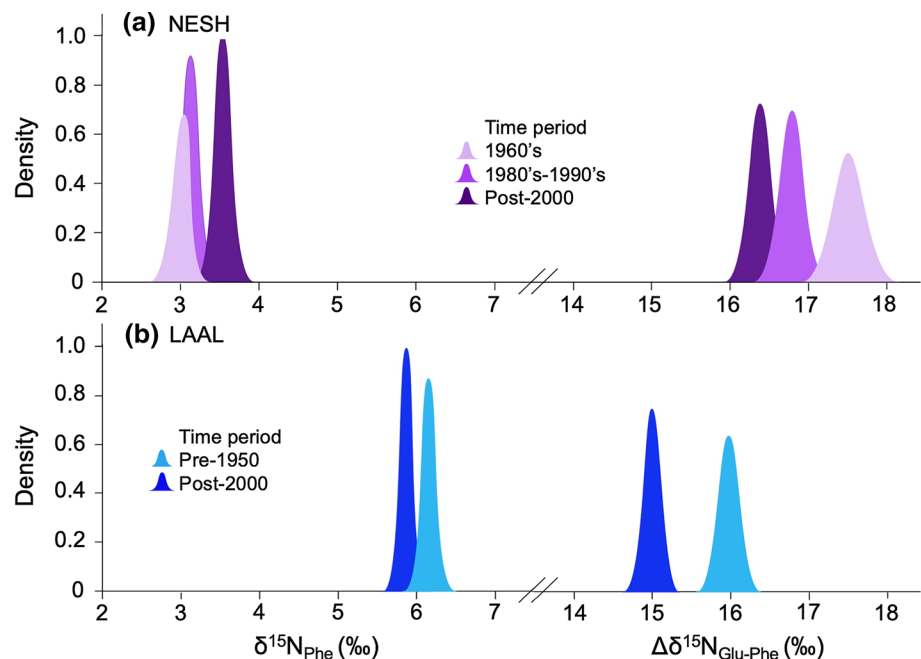 (a) NESH
1.0
0.8
0.6
0.4
0.2
0
Density
Time period
1960's
1980's-1990's
Post-2000
2 3 4 5 6 7 14 15 16 17 18
(b) LAAL
1.0
0.8
0.6
0.4
0.2
0
Density
Time period
Pre-1950
Post-2000
2 3 4 5 6 7 14 15 16 17 18
δ¹⁵N_Phe (‰) Δδ¹⁵N_Glu-Phe (‰)